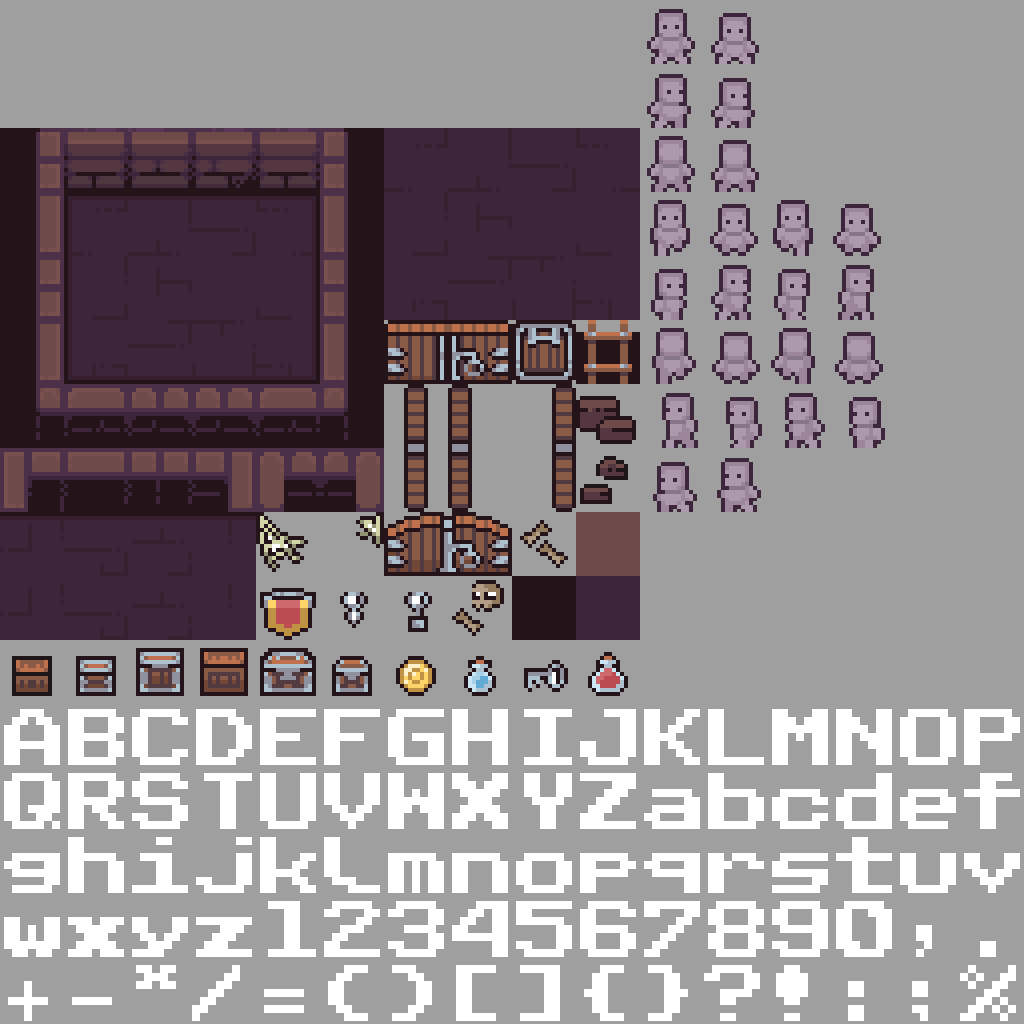 ABCDEFGHIJKLMNOP
QRSTUVWXYZabcdef
ghijklmnopqrstuv
wxyz1234567890;.
+-*/=()[]{}?!:;%